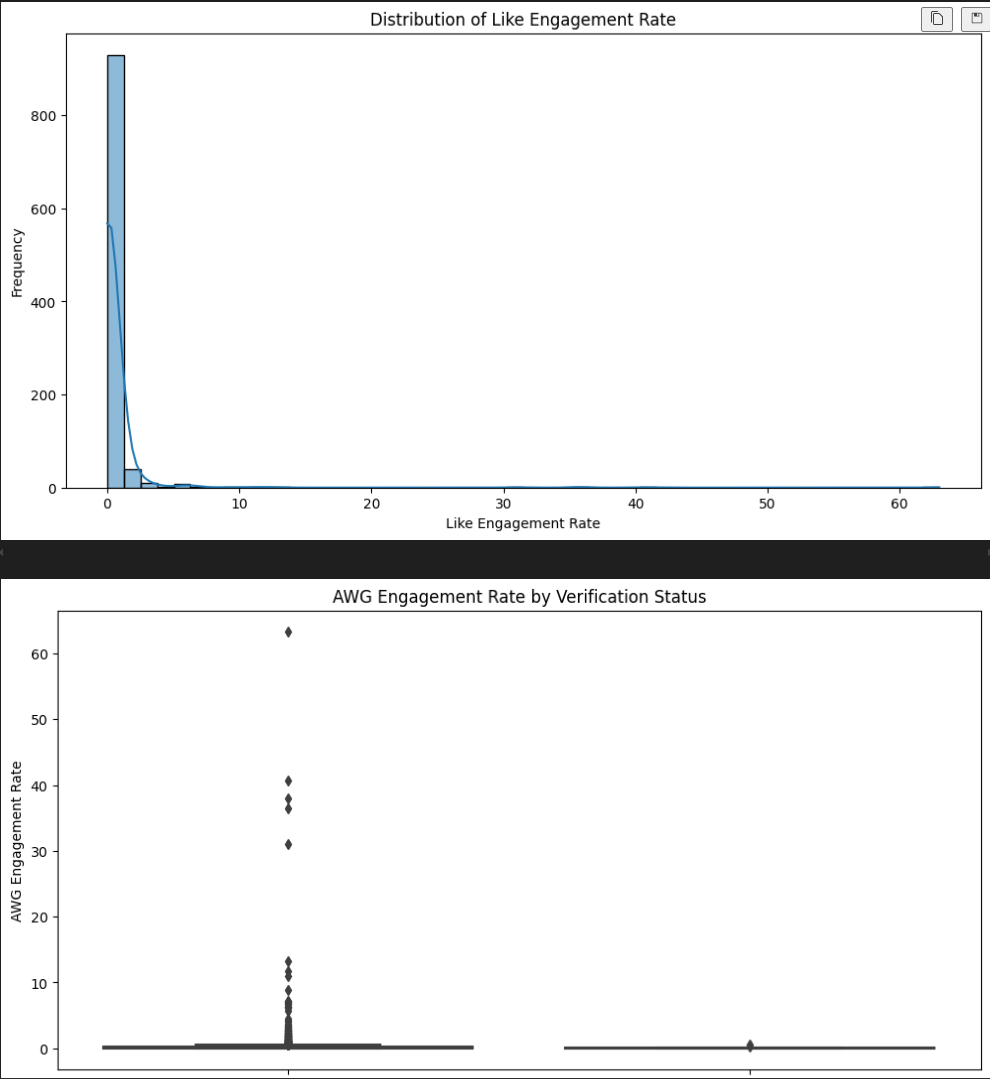 Distribution of Like Engagement Rate
800
600
400
200
0
Frequency
0 10 20 30 40 50 60
Like Engagement Rate
AWG Engagement Rate by Verification Status
60
50
40
30
20
10
0
AWG Engagement Rate